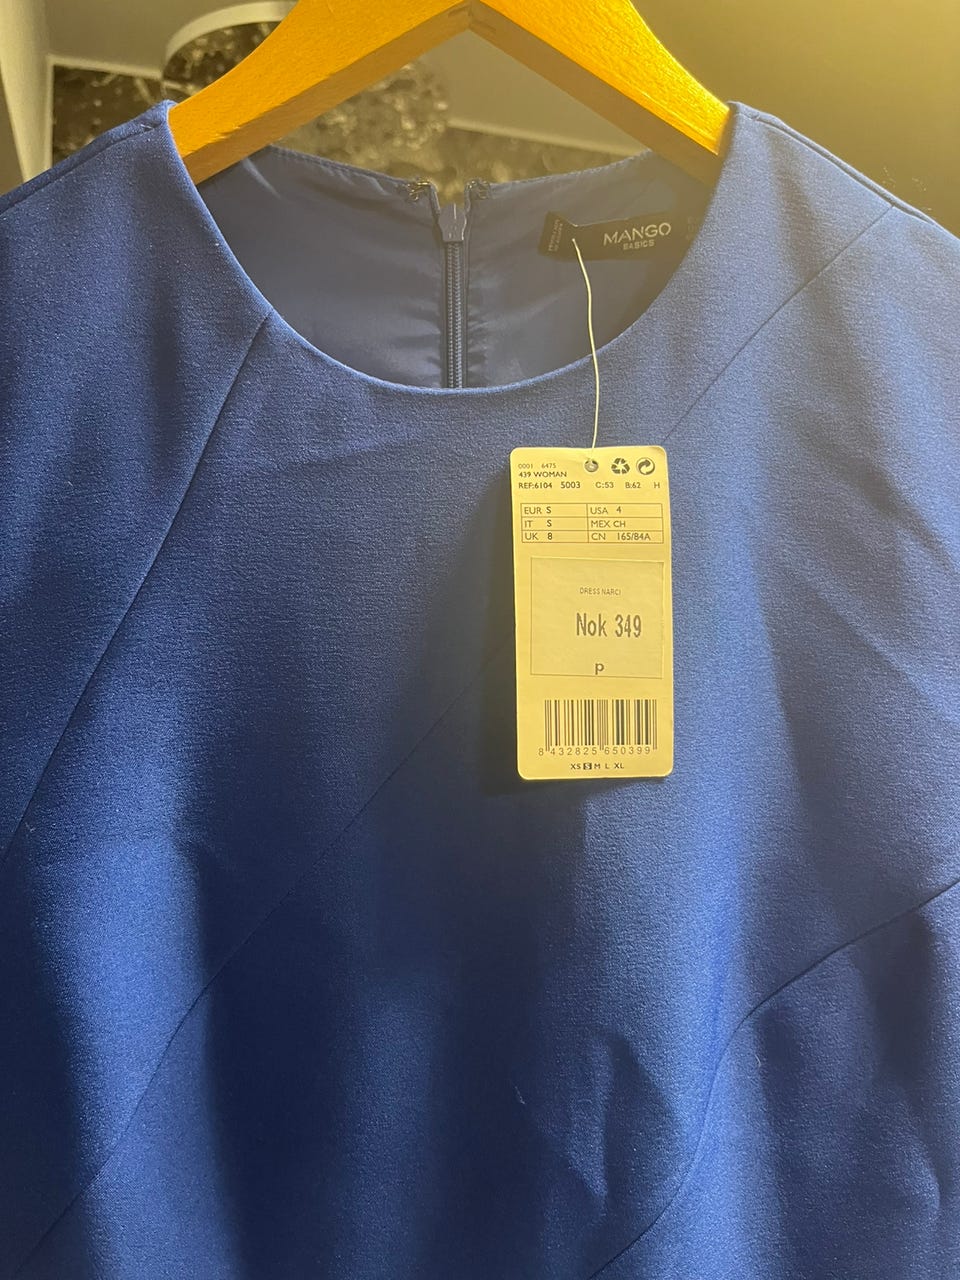 MANGO
BASICS
0001 6475
439 WOMAN
REF:6104 5003 C:53 B:62 H
EUR S USA 4
IT S MEX CH
UK 8 CN 165/84A
DRESS NARCI
Nok 349
p
8 432825 650399
XS S M L XL